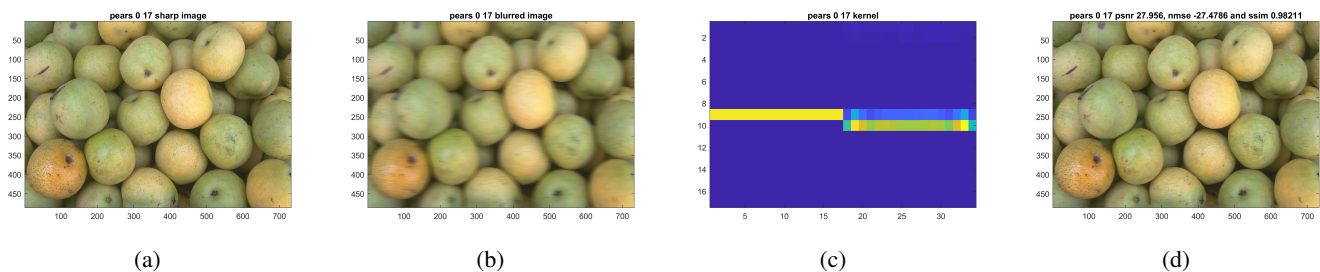 pears 0 17 sharp image
50
100
150
200
250
300
350
400
450
100 200 300 400 500 600 700
(a)
pears 0 17 blurred image
50
100
150
200
250
300
350
400
450
100 200 300 400 500 600 700
(b)
pears 0 17 kernel
2
4
6
8
10
12
14
16
5 10 15 20 25 30
(c)
pears 0 17 psnr 27.956, nmse -27.4786 and ssim 0.98211
50
100
150
200
250
300
350
400
450
100 200 300 400 500 600 700
(d)